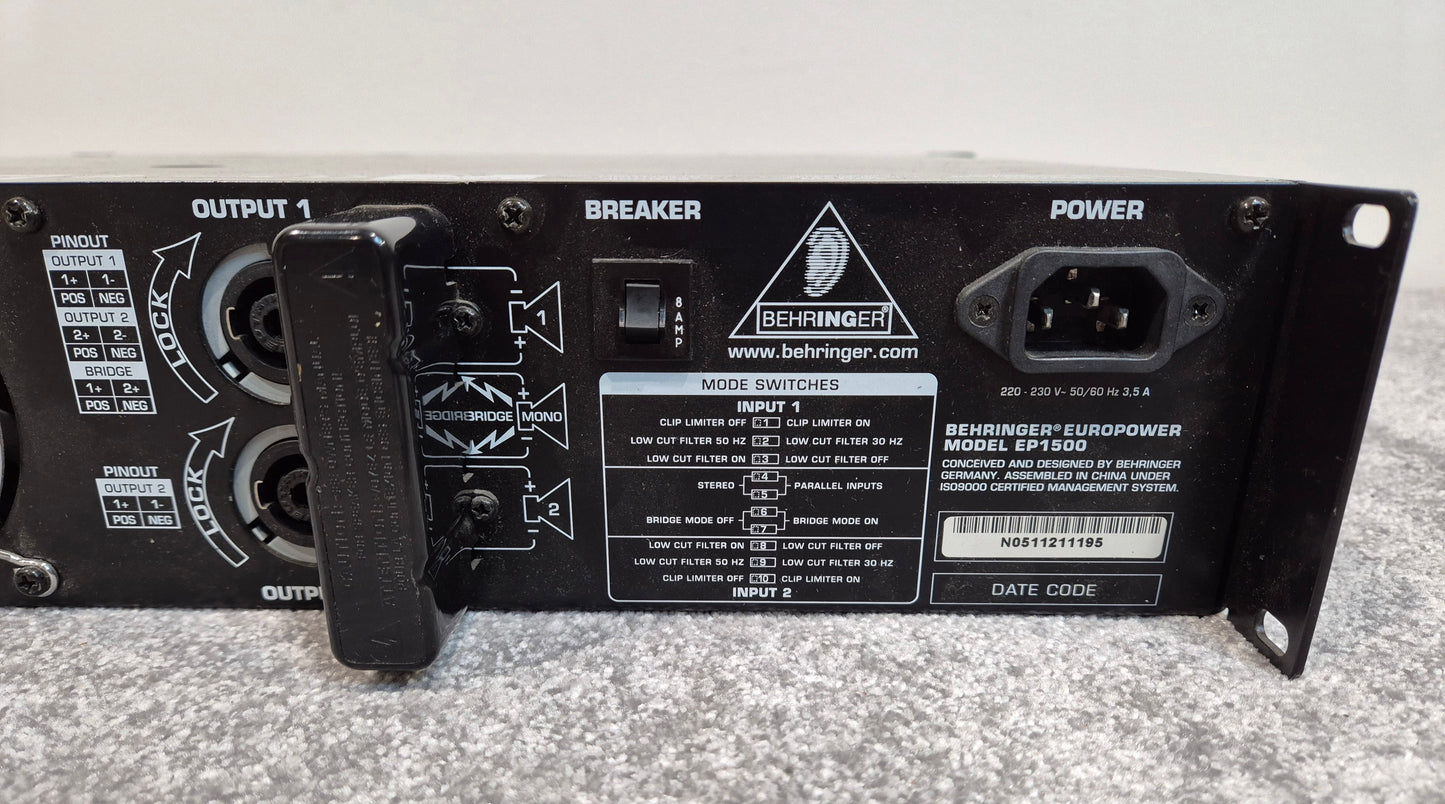 OUTPUT 1
PINOUT
OUTPUT 1
1+ 1-
POS NEG
OUTPUT 2
2+ 2-
POS NEG
BRIDGE
1+ 2+
POS NEG
LOCK
PINOUT
OUTPUT 2
1+ 1-
POS NEG
LOCK
1
+
BRIDGE
BRIDGE
MONO
+
2
BREAKER
8 AMP
BEHRINGER®
www.behringer.com
MODE SWITCHES
INPUT 1
CLIP LIMITER OFF 1 CLIP LIMITER ON
LOW CUT FILTER 50 HZ 2 LOW CUT FILTER 30 HZ
LOW CUT FILTER ON 3 LOW CUT FILTER OFF
STEREO 4 5 PARALLEL INPUTS
BRIDGE MODE OFF 6 7 BRIDGE MODE ON
LOW CUT FILTER ON 8 LOW CUT FILTER OFF
LOW CUT FILTER 50 HZ 9 LOW CUT FILTER 30 HZ
CLIP LIMITER OFF 10 CLIP LIMITER ON
INPUT 2
POWER
220 - 230 V~ 50/60 Hz 3,5 A
BEHRINGER® EUROPOWER
MODEL EP1500
CONCEIVED AND DESIGNED BY BEHRINGER
GERMANY. ASSEMBLED IN CHINA UNDER
ISO9000 CERTIFIED MANAGEMENT SYSTEM.
N0511211195
DATE CODE